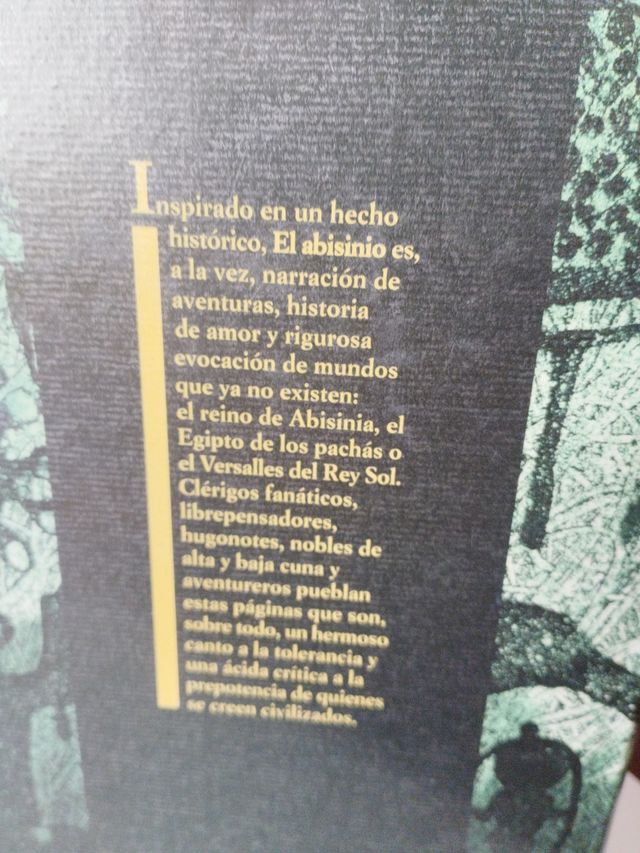 Inspirado en un hecho
histórico, El abisinio es,
a la vez, narración de
aventuras, historia
de amor y rigurosa
evocación de mundos
que ya no existen:
el reino de Abisinia, el
Egipto de los pachás o
el Versalles del Rey Sol.
Clérigos fanáticos,
librepensadores,
hugonotes, nobles de
alta y baja cuna y
aventureros pueblan
estas páginas que son,
sobre todo, un hermoso
canto a la tolerancia y
una ácida crítica a la
prepotencia de quienes
se creen civilizados.